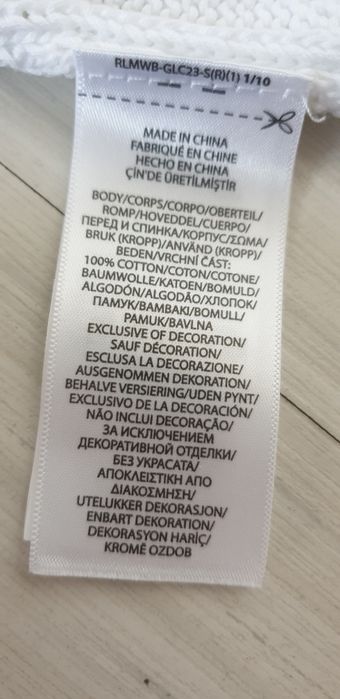 RLMWB-GLC23-S(R)(1) 1/10
MADE IN CHINA
FABRIQUÉ EN CHINE
HECHO EN CHINA
ÇİN'DE ÜRETİLMİŞTİR
BODY/CORPS/CORPO/OBERTEIL/
ROMP/HOVEDDEL/CUERPO/
ПЕРЕД И СПИНКА/КОРПУС/ΣΩΜΑ/
BRUK (KROPP)/ANVÄND (KROPP)/
BEDEN/VRCHNÍ ČÁST:
100% COTTON/COTON/COTONE/
BAUMWOLLE/KATOEN/BOMULD/
ALGODÓN/ALGODÃO/ХЛОПОК/
ПАМУК/ΒΑΜΒΑΚΙ/BOMULL/
PAMUK/BAVLNA
EXCLUSIVE OF DECORATION/
SAUF DÉCORATION/
ESCLUSA LA DECORAZIONE/
AUSGENOMMEN DEKORATION/
BEHALVE VERSIERING/UDEN PYNT/
EXCLUSIVO DE LA DECORACIÓN/
NÃO INCLUI DECORAÇÃO/
ЗА ИСКЛЮЧЕНИЕМ
ДЕКОРАТИВНОЙ ОТДЕЛКИ/
БЕЗ УКРАСАТА/
ΑΠΟΚΛΕΙΣΤΙΚΗ ΑΠΟ
ΔΙΑΚΟΣΜΗΣΗ/
UTELUKKER DEKORASJON/
ENBART DEKORATION/
DEKORASYON HARİÇ/
KROMĚ OZDOB